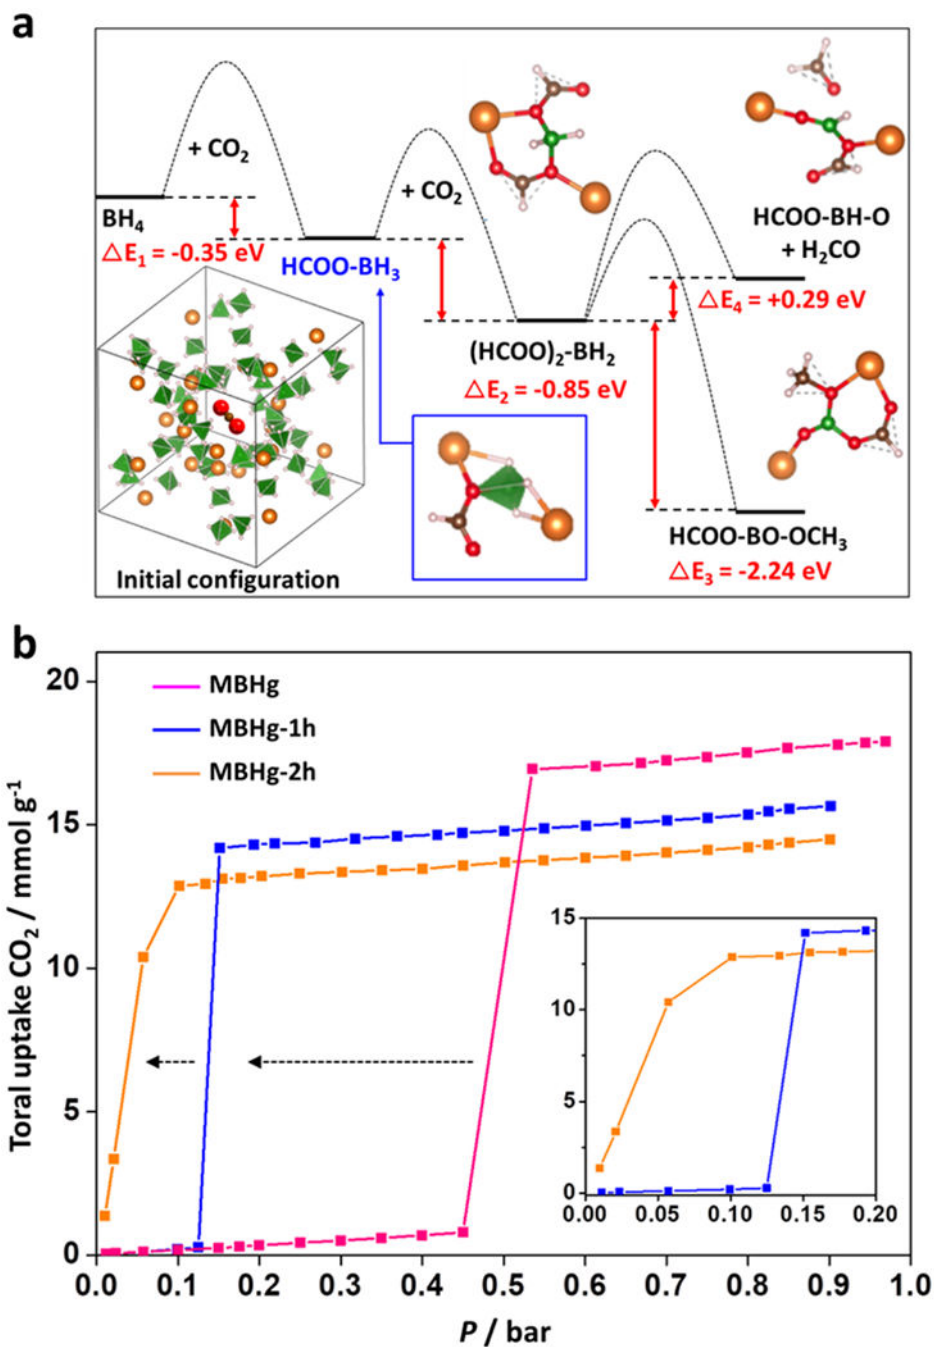 a
+ CO₂
+ CO₂
BH₄
△E₁ = -0.35 eV
HCOO-BH₃
(HCOO)₂-BH₂
△E₂ = -0.85 eV
HCOO-BH-O
+ H₂CO
△E₄ = +0.29 eV
HCOO-BO-OCH₃
△E₃ = -2.24 eV
Initial configuration
b
Toral uptake CO₂ / mmol g⁻¹
20
15
10
5
0
MBHg
MBHg-1h
MBHg-2h
15
10
5
0
0.00 0.05 0.10 0.15 0.20
0.0 0.1 0.2 0.3 0.4 0.5 0.6 0.7 0.8 0.9 1.0
P / bar